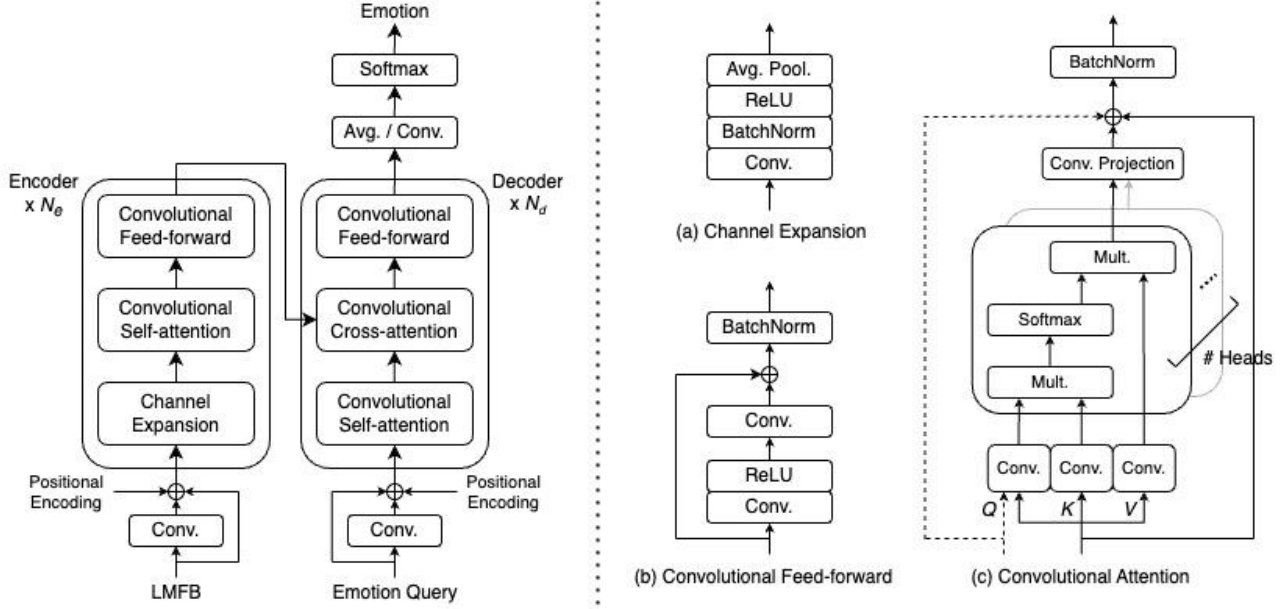 Emotion
Softmax
Avg. / Conv.
Encoder
x Nₑ
Convolutional
Feed-forward
Convolutional
Self-attention
Channel
Expansion
Positional
Encoding
Conv.
LMFB
Decoder
x N_d
Convolutional
Feed-forward
Convolutional
Cross-attention
Convolutional
Self-attention
Positional
Encoding
Conv.
Emotion Query
Avg. Pool.
ReLU
BatchNorm
Conv.
(a) Channel Expansion
BatchNorm
Conv.
ReLU
Conv.
(b) Convolutional Feed-forward
BatchNorm
Conv. Projection
Mult.
Softmax
Mult.
# Heads
Conv.
Conv.
Conv.
Q
K
V
(c) Convolutional Attention